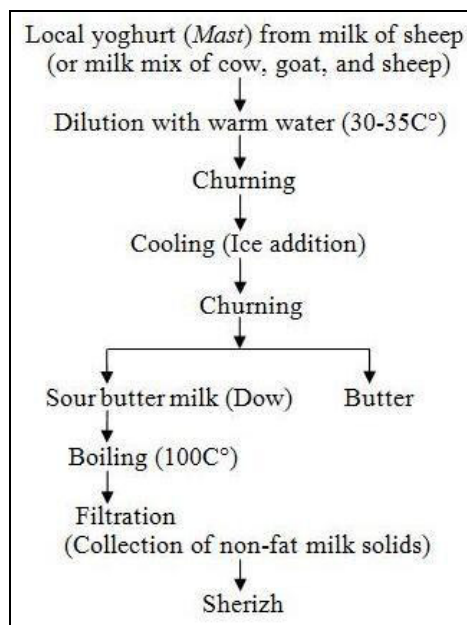 Local yoghurt (Mast) from milk of sheep
(or milk mix of cow, goat, and sheep)
Dilution with warm water (30-35C°)
Churning
Cooling (Ice addition)
Churning
Sour butter milk (Dow) Butter
Boiling (100C°)
Filtration
(Collection of non-fat milk solids)
Sherizh